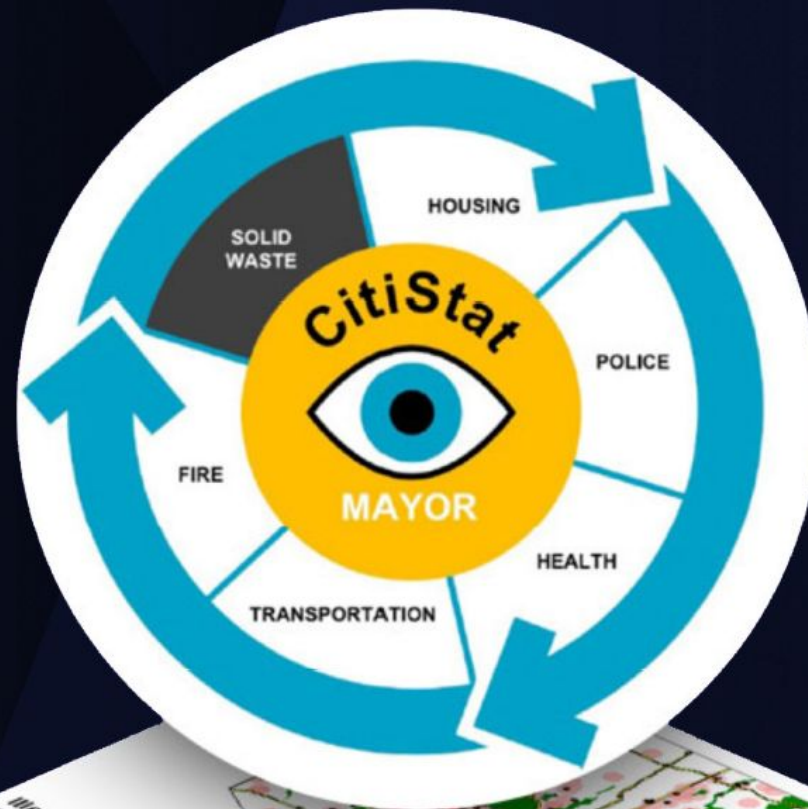 HOUSING
SOLID
WASTE
CitiStat
POLICE
FIRE
MAYOR
HEALTH
TRANSPORTATION